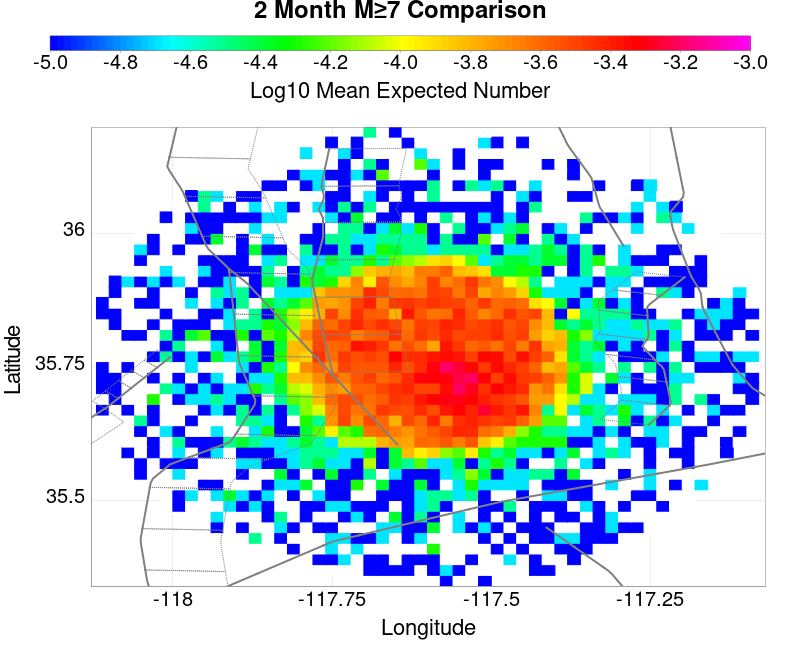 2 Month M≥7 Comparison
-5.0 -4.8 -4.6 -4.4 -4.2 -4.0 -3.8 -3.6 -3.4 -3.2 -3.0
Log10 Mean Expected Number
36
35.75
35.5
Latitude
-118 -117.75 -117.5 -117.25
Longitude